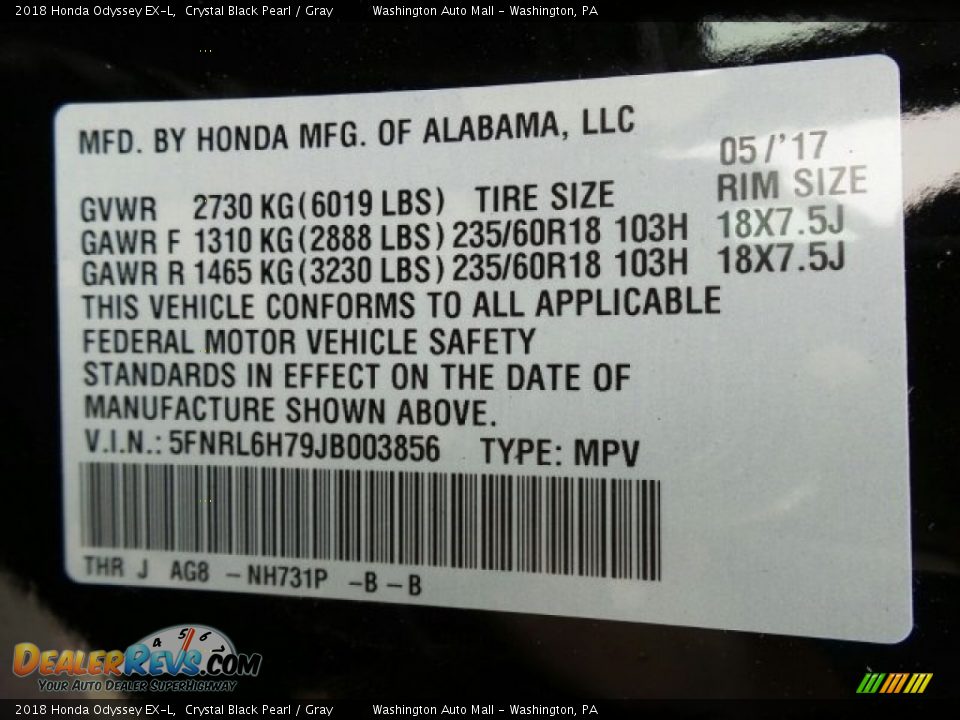 2018 Honda Odyssey EX-L, Crystal Black Pearl / Gray Washington Auto Mall - Washington, PA
MFD. BY HONDA MFG. OF ALABAMA, LLC
05/'17
GVWR 2730 KG(6019 LBS) TIRE SIZE RIM SIZE
GAWR F 1310 KG(2888 LBS) 235/60R18 103H 18X7.5J
GAWR R 1465 KG(3230 LBS) 235/60R18 103H 18X7.5J
THIS VEHICLE CONFORMS TO ALL APPLICABLE
FEDERAL MOTOR VEHICLE SAFETY
STANDARDS IN EFFECT ON THE DATE OF
MANUFACTURE SHOWN ABOVE.
V.I.N.: 5FNRL6H79JB003856 TYPE: MPV
THR J AG8 - NH731P - B - B
4 5 6
DEALERREVS.COM
YOUR AUTO DEALER SUPERHIGHWAY
2018 Honda Odyssey EX-L, Crystal Black Pearl / Gray Washington Auto Mall - Washington, PA